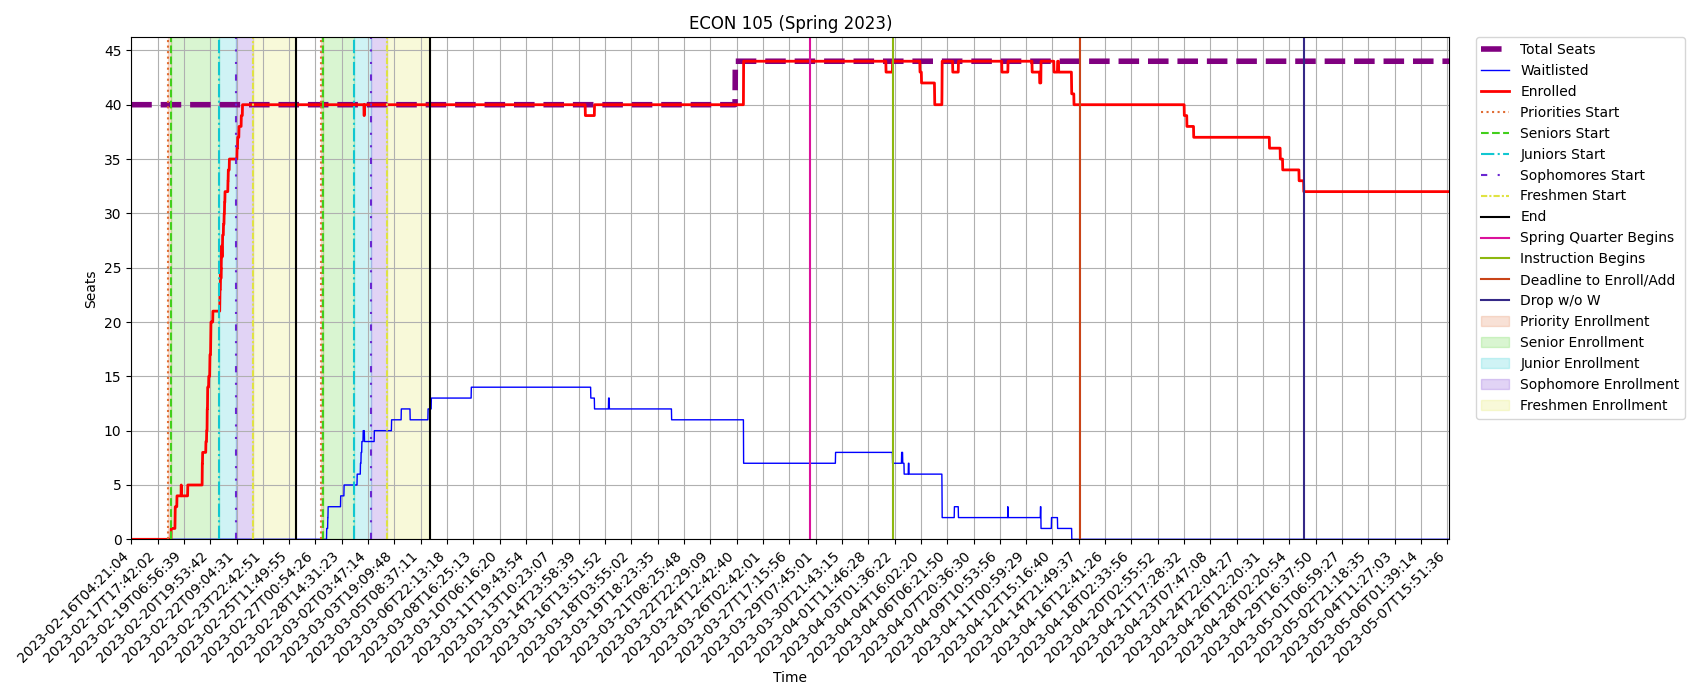 ECON 105 (Spring 2023)
Seats
45
40
35
30
25
20
15
10
5
0
2023-02-16T04:21:04
2023-02-17T17:42:02
2023-02-19T06:56:39
2023-02-20T19:53:42
2023-02-22T09:04:31
2023-02-23T22:42:51
2023-02-25T11:49:55
2023-02-27T00:54:26
2023-02-28T14:31:23
2023-03-02T03:47:14
2023-03-03T19:09:48
2023-03-05T08:37:11
2023-03-06T22:13:18
2023-03-08T16:25:13
2023-03-10T06:16:20
2023-03-11T19:43:54
2023-03-13T10:23:07
2023-03-14T23:58:39
2023-03-16T13:51:52
2023-03-18T03:55:02
2023-03-19T18:23:35
2023-03-21T08:25:48
2023-03-22T22:29:09
2023-03-24T12:42:40
2023-03-26T02:42:01
2023-03-27T17:15:56
2023-03-29T07:45:01
2023-03-30T21:43:15
2023-04-01T11:46:28
2023-04-03T01:36:22
2023-04-04T16:02:20
2023-04-06T06:21:50
2023-04-07T20:36:30
2023-04-09T10:53:56
2023-04-11T00:59:29
2023-04-12T15:16:40
2023-04-14T21:49:37
2023-04-16T12:41:26
2023-04-18T02:33:56
2023-04-20T02:55:52
2023-04-21T17:28:32
2023-04-23T07:47:08
2023-04-24T22:04:27
2023-04-26T12:20:31
2023-04-28T02:20:54
2023-04-29T16:37:50
2023-05-01T06:59:27
2023-05-02T21:18:35
2023-05-04T11:27:03
2023-05-06T01:39:14
2023-05-07T15:51:36
Time
Total Seats
Waitlisted
Enrolled
Priorities Start
Seniors Start
Juniors Start
Sophomores Start
Freshmen Start
End
Spring Quarter Begins
Instruction Begins
Deadline to Enroll/Add
Drop w/o W
Priority Enrollment
Senior Enrollment
Junior Enrollment
Sophomore Enrollment
Freshmen Enrollment